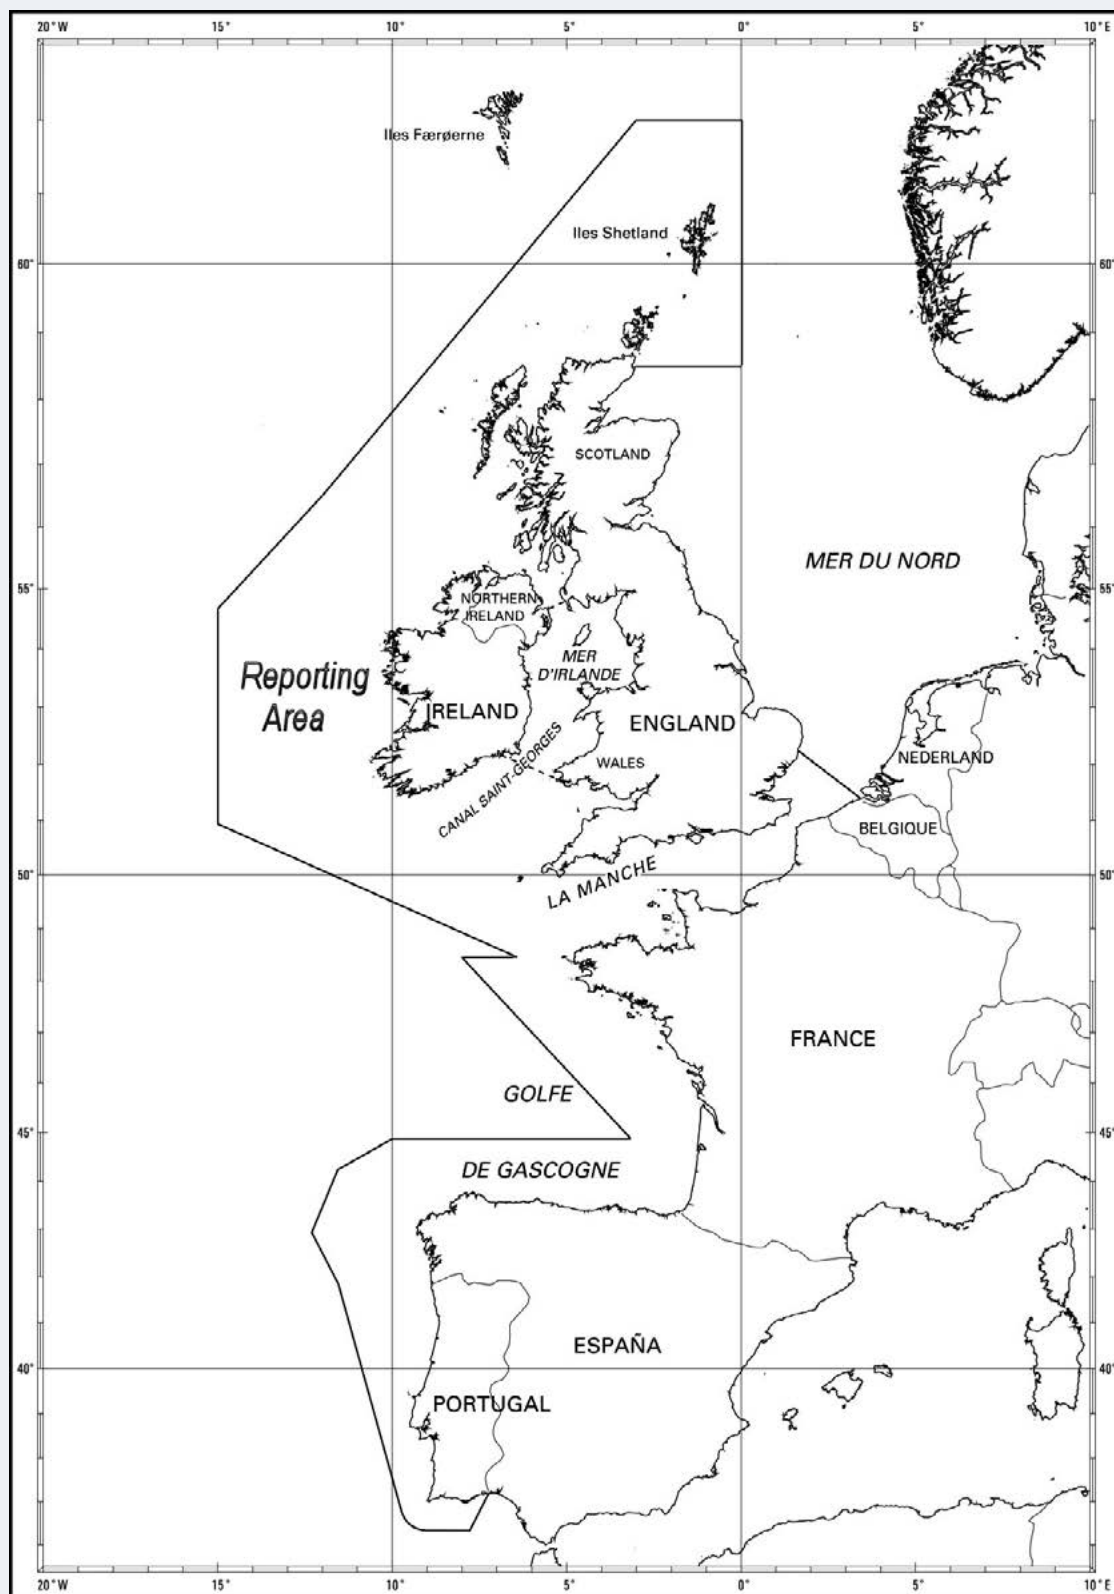 20° W 15° 10° 5° 0° 5° 10° E
Iles Færøerne
Iles Shetland
60° 60°
SCOTLAND
MER DU NORD
55° 55°
NORTHERN
IRELAND
MER
D'IRLANDE
Reporting
Area
IRELAND
ENGLAND
CANAL SAINT-GEORGES
WALES
NEDERLAND
BELGIQUE
LA MANCHE
50° 50°
FRANCE
GOLFE
45° 45°
DE GASCOGNE
ESPAÑA
40° 40°
PORTUGAL
20° W 15° 10° 5° 0° 5° 10° E